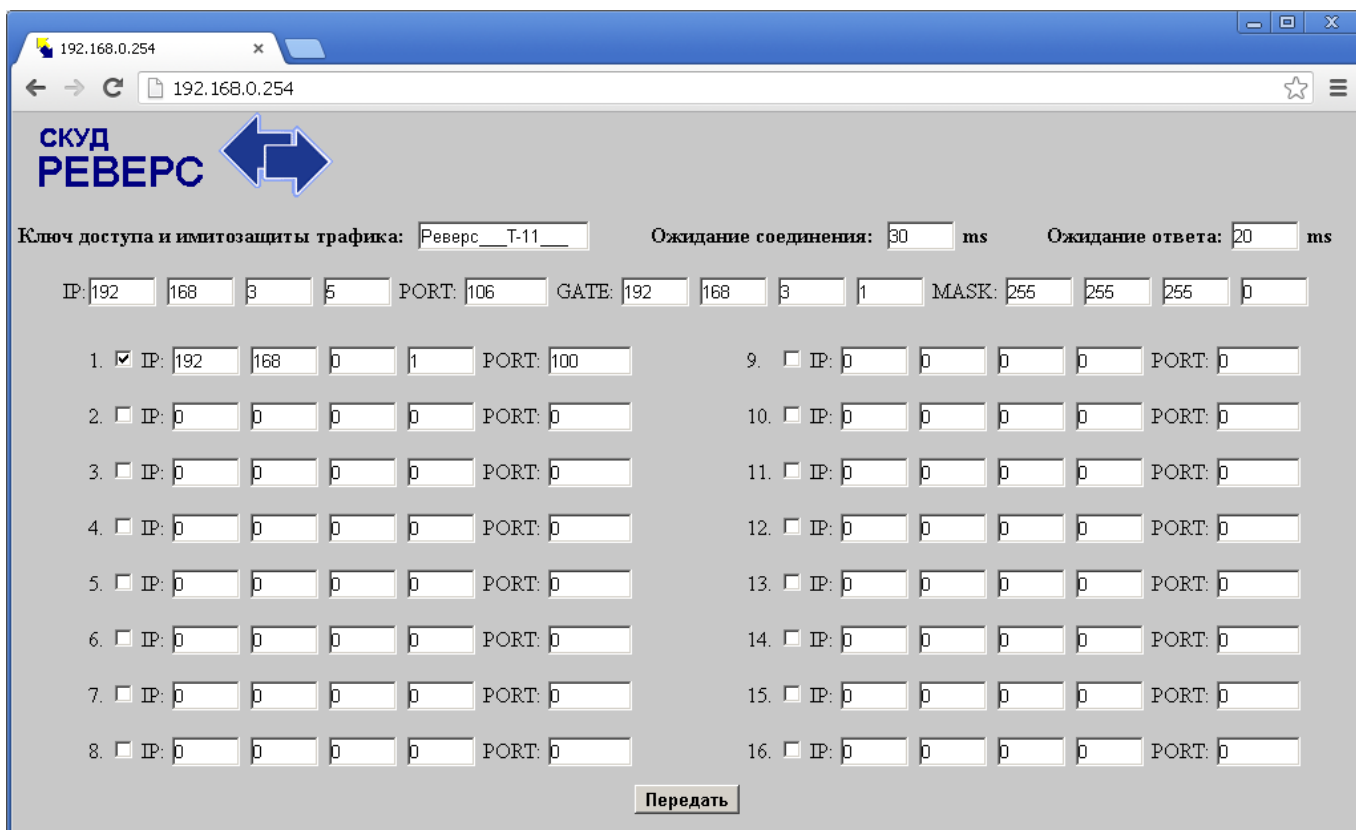 192.168.0.254
192.168.0.254
СКУД
РЕВЕРС
Ключ доступа и имитозащиты трафика: Реверс___Т-11___ Ожидание соединения: 30 ms Ожидание ответа: 20 ms
IP: 192 168 3 5 PORT: 106 GATE: 192 168 3 1 MASK: 255 255 255 0
1. IP: 192 168 0 1 PORT: 100 9. IP: 0 0 0 0 PORT: 0
2. IP: 0 0 0 0 PORT: 0 10. IP: 0 0 0 0 PORT: 0
3. IP: 0 0 0 0 PORT: 0 11. IP: 0 0 0 0 PORT: 0
4. IP: 0 0 0 0 PORT: 0 12. IP: 0 0 0 0 PORT: 0
5. IP: 0 0 0 0 PORT: 0 13. IP: 0 0 0 0 PORT: 0
6. IP: 0 0 0 0 PORT: 0 14. IP: 0 0 0 0 PORT: 0
7. IP: 0 0 0 0 PORT: 0 15. IP: 0 0 0 0 PORT: 0
8. IP: 0 0 0 0 PORT: 0 16. IP: 0 0 0 0 PORT: 0
Передать